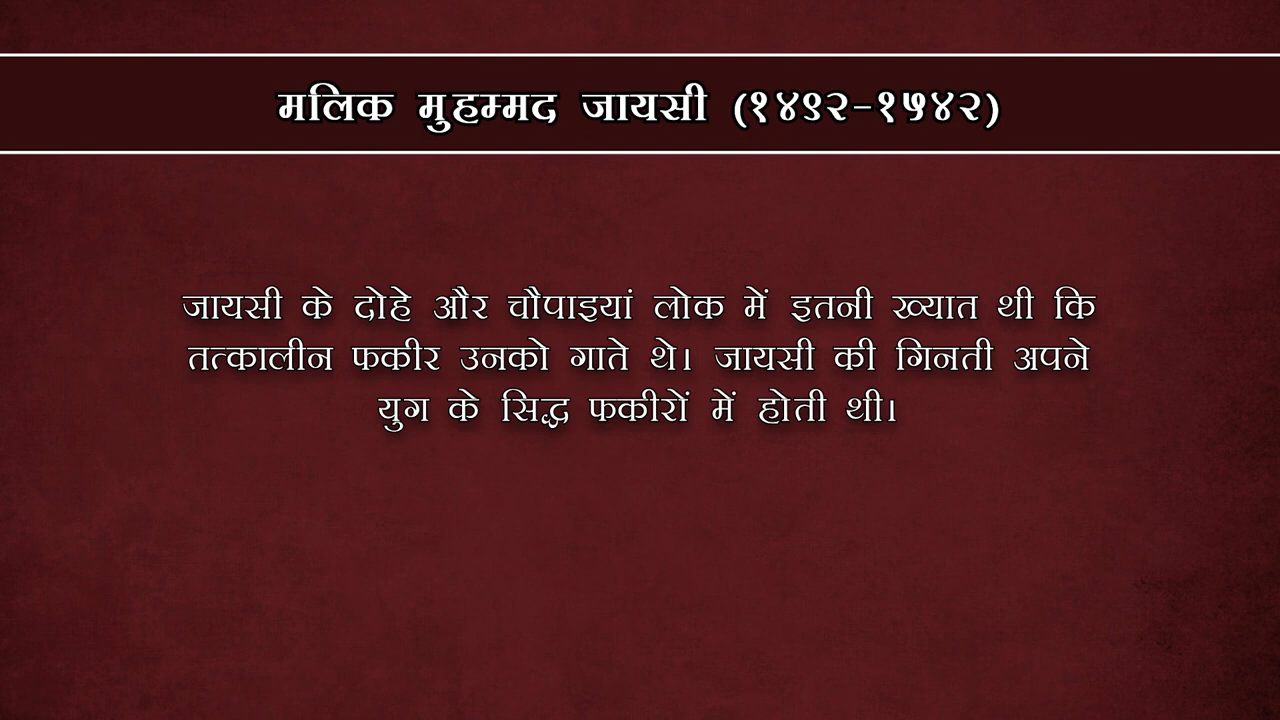 मलिक मुहम्मद जायसी (१४९२-१५४२)
जायसी के दोहे और चौपाइयां लोक में इतनी ख्यात थी कि
तत्कालीन फकीर उनको गाते थे। जायसी की गिनती अपने
युग के सिद्ध फकीरों में होती थी।